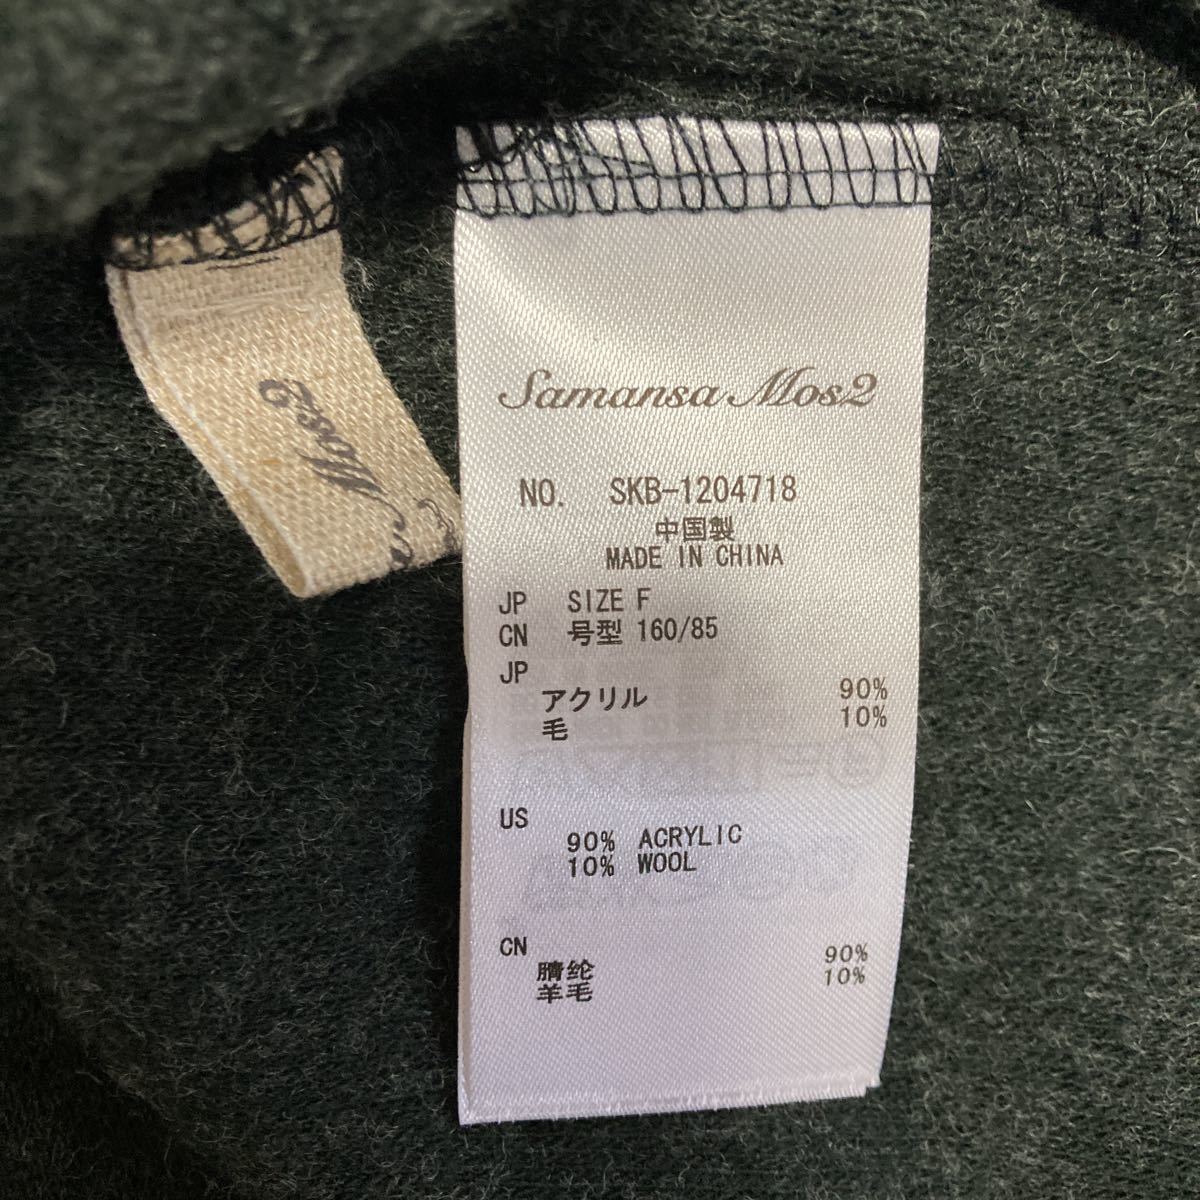 Samansa Mos2
NO. SKB-1204718
中国製
MADE IN CHINA
JP SIZE F
CN 号型 160/85
JP
アクリル 90%
毛 10%
US
90% ACRYLIC
10% WOOL
CN
腈纶 90%
羊毛 10%
Mos2